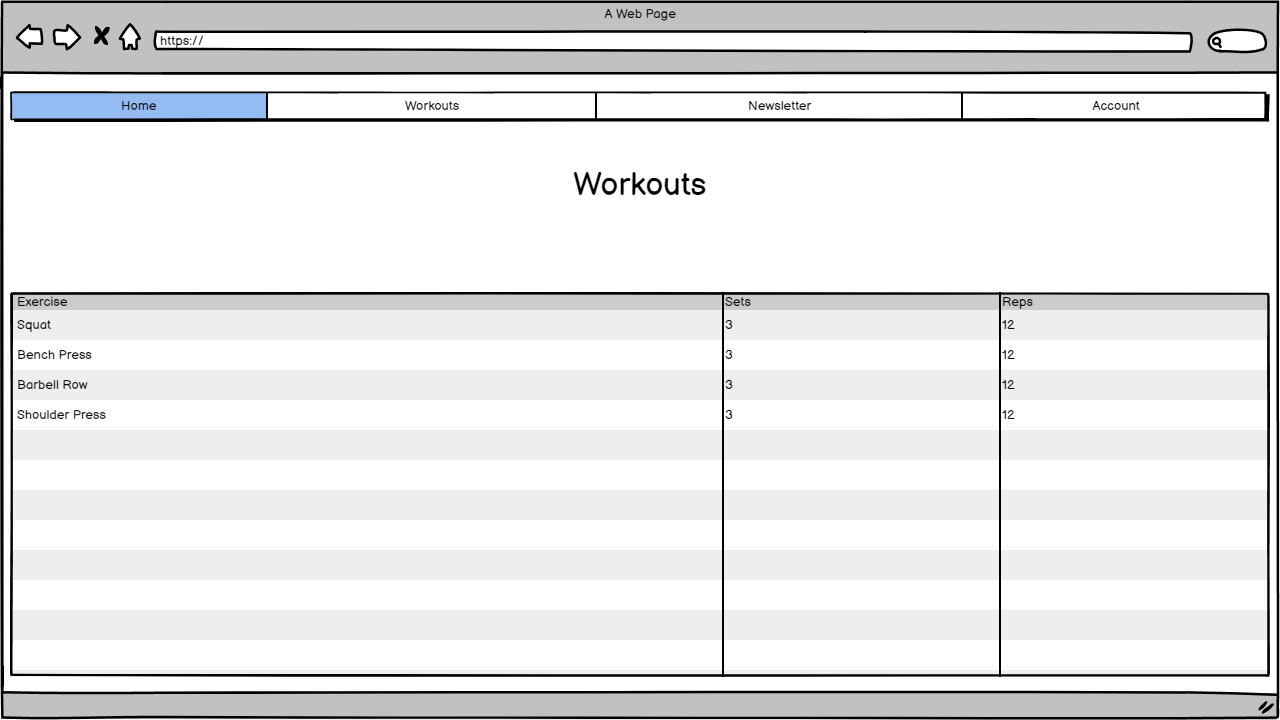 A Web Page
https://
Home Workouts Newsletter Account
Workouts
Exercise Sets Reps
Squat 3 12
Bench Press 3 12
Barbell Row 3 12
Shoulder Press 3 12